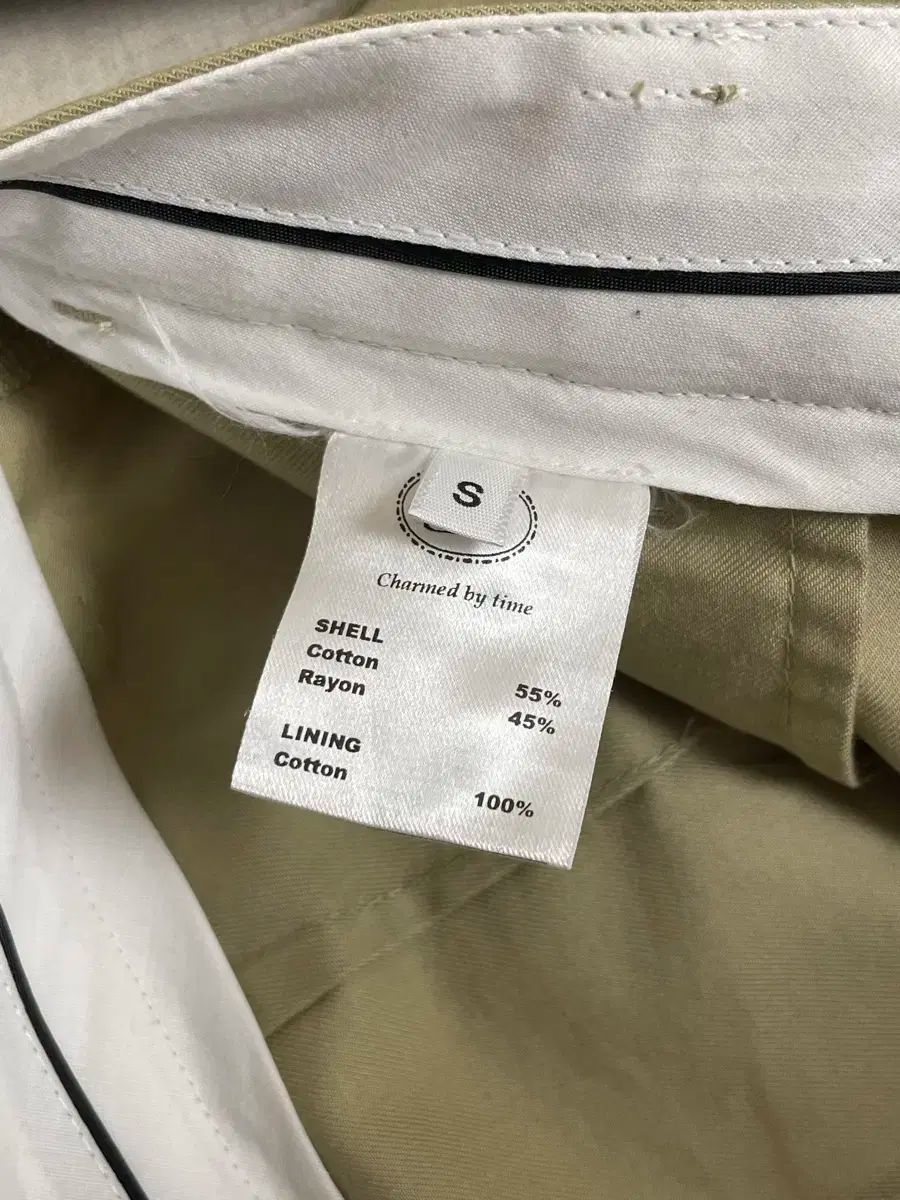 S
Charmed by time
SHELL
Cotton 55%
Rayon 45%
LINING
Cotton 100%